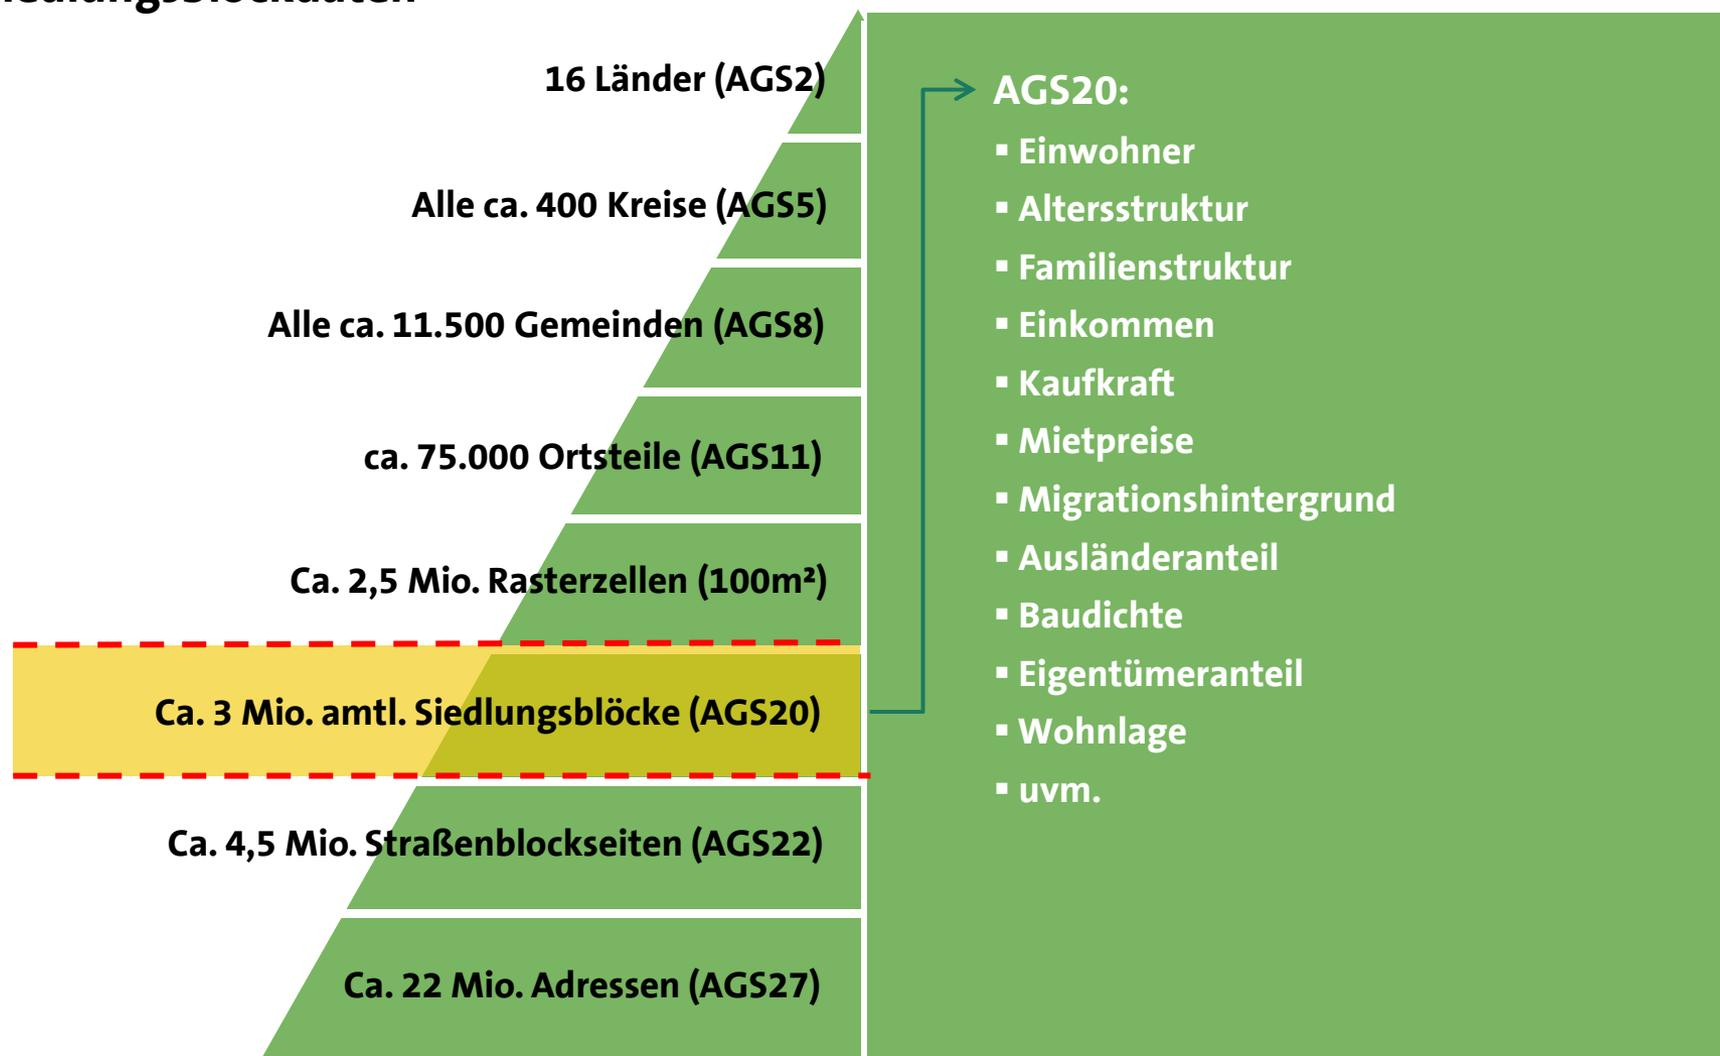 16 Länder (AGS2)
Alle ca. 400 Kreise (AGS5)
Alle ca. 11.500 Gemeinden (AGS8)
ca. 75.000 Ortsteile (AGS11)
Ca. 2,5 Mio. Rasterzellen (100m²)
Ca. 3 Mio. amtl. Siedlungsblöcke (AGS20)
Ca. 4,5 Mio. Straßenblockseiten (AGS22)
Ca. 22 Mio. Adressen (AGS27)
AGS20:
▪ Einwohner
▪ Altersstruktur
▪ Familienstruktur
▪ Einkommen
▪ Kaufkraft
▪ Mietpreise
▪ Migrationshintergrund
▪ Ausländeranteil
▪ Baudichte
▪ Eigentümeranteil
▪ Wohnlage
▪ uvm.